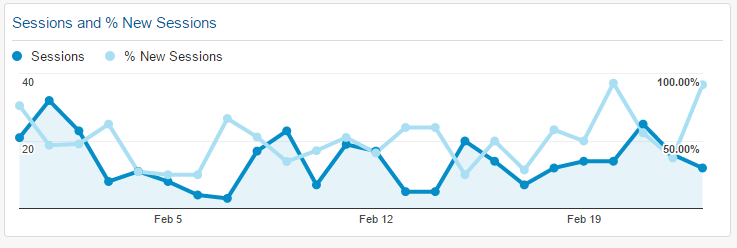 Sessions and % New Sessions
Sessions % New Sessions
40 100.00%
20 50.00%
Feb 5 Feb 12 Feb 19